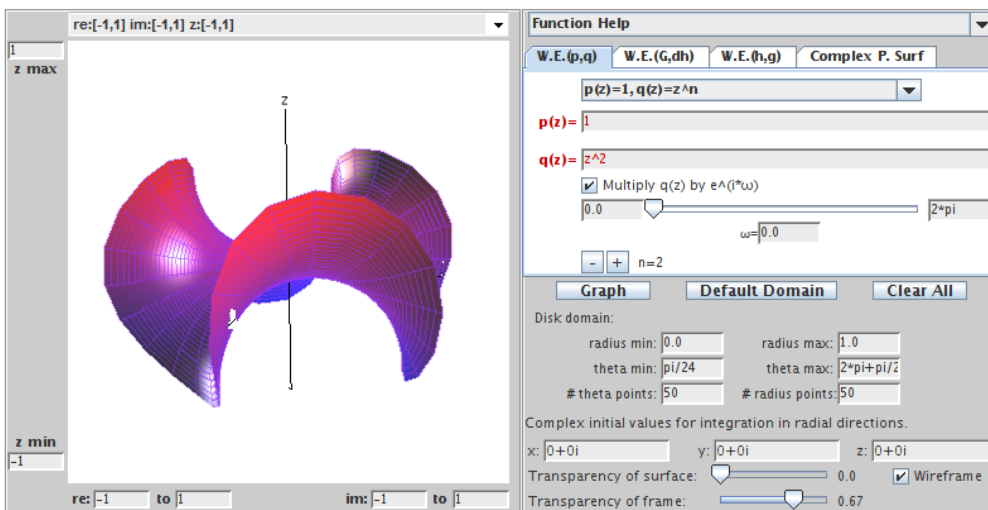 re:[-1,1] im:[-1,1] z:[-1,1]
1
z max
z
z min
-1
re: -1 to 1 im: -1 to 1
Function Help
W.E.(p,q) W.E.(G,dh) W.E.(h,g) Complex P. Surf
p(z)=1, q(z)=z^n
p(z)= 1
q(z)= z^2
Multiply q(z) by e^(i*ω)
0.0 2*pi
ω= 0.0
- + n=2
Graph Default Domain Clear All
Disk domain:
radius min: 0.0 radius max: 1.0
theta min: pi/24 theta max: 2*pi+pi/2
# theta points: 50 # radius points: 50
Complex initial values for integration in radial directions.
x: 0+0i y: 0+0i z: 0+0i
Transparency of surface: 0.0 Wireframe
Transparency of frame: 0.67